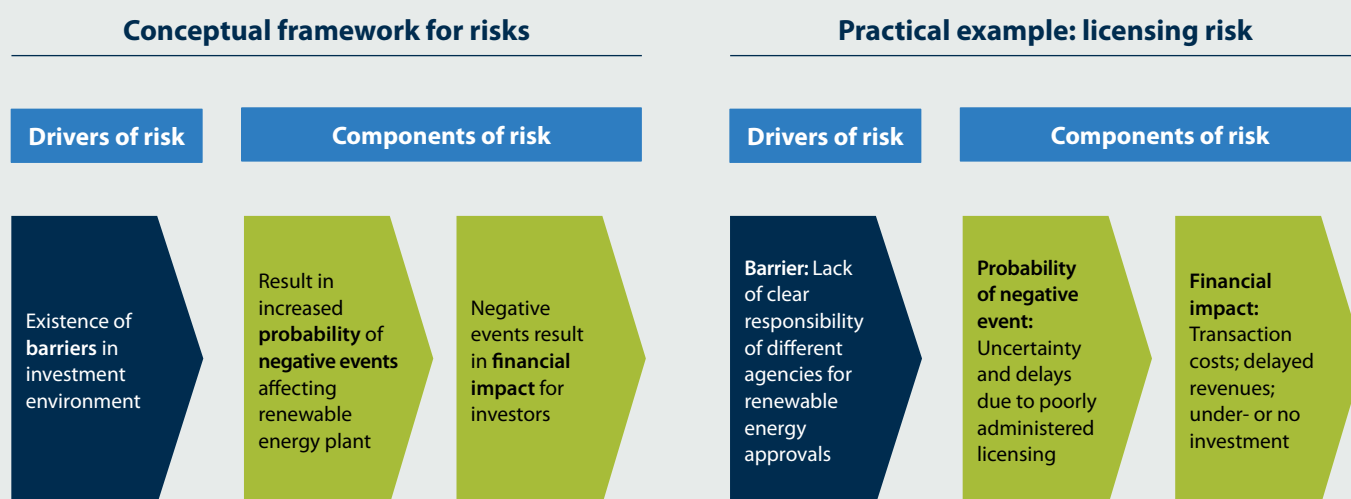 Conceptual framework for risks
Drivers of risk
Components of risk
Existence of
barriers in
investment
environment
Result in
increased
probability of
negative events
affecting
renewable
energy plant
Negative
events result
in financial
impact for
investors
Practical example: licensing risk
Drivers of risk
Components of risk
Barrier: Lack
of clear
responsibility
of different
agencies for
renewable
energy
approvals
Probability
of negative
event:
Uncertainty
and delays
due to poorly
administered
licensing
Financial
impact:
Transaction
costs; delayed
revenues;
under- or no
investment